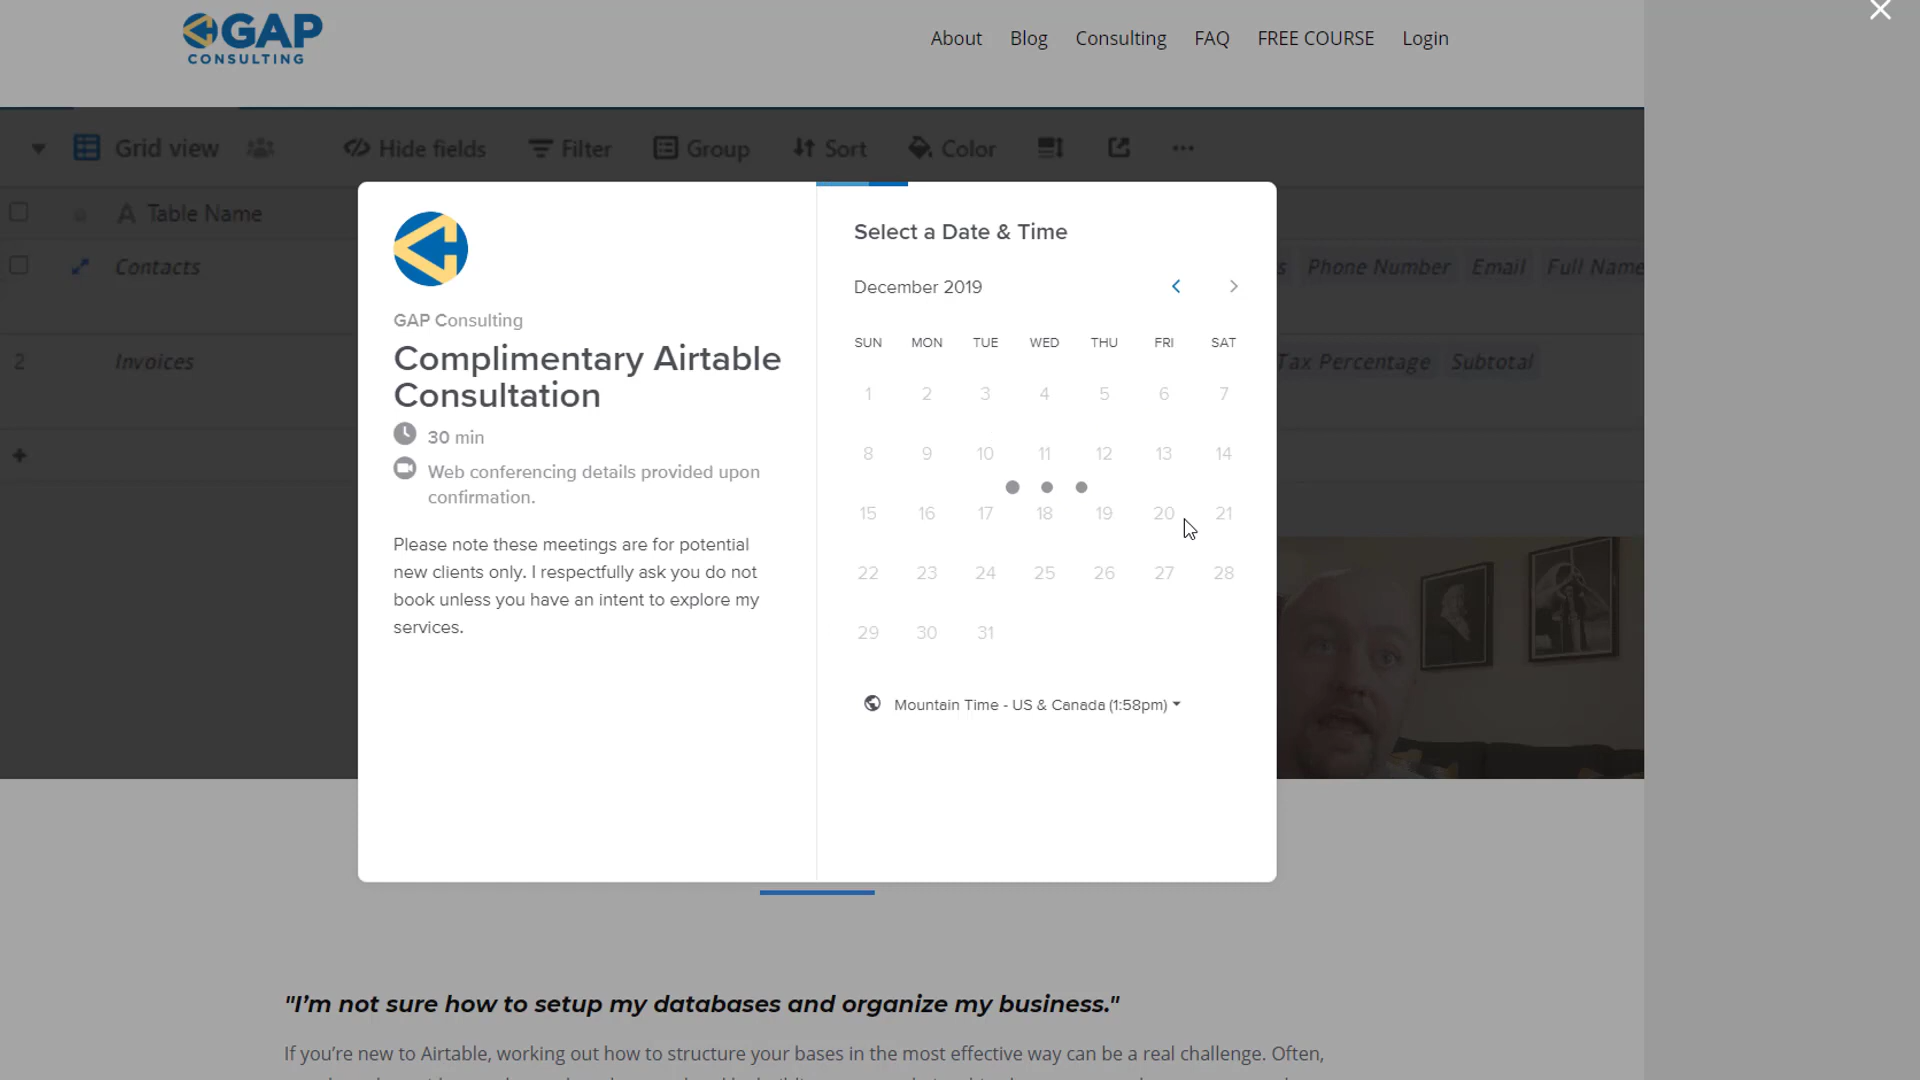 GAP
CONSULTING
About Blog Consulting FAQ FREE COURSE Login
Grid view Hide fields Filter Group Sort Color
Table Name
Contacts
Phone Number Email Full Name
2 Invoices
Tax Percentage Subtotal
GAP Consulting
Complimentary Airtable
Consultation
30 min
Web conferencing details provided upon
confirmation.
Please note these meetings are for potential
new clients only. I respectfully ask you do not
book unless you have an intent to explore my
services.
Select a Date & Time
December 2019
SUN MON TUE WED THU FRI SAT
1 2 3 4 5 6 7
8 9 10 11 12 13 14
15 16 17 18 19 20 21
22 23 24 25 26 27 28
29 30 31
Mountain Time - US & Canada (1:58pm)
"I'm not sure how to setup my databases and organize my business."
If you're new to Airtable, working out how to structure your bases in the most effective way can be a real challenge. Often,